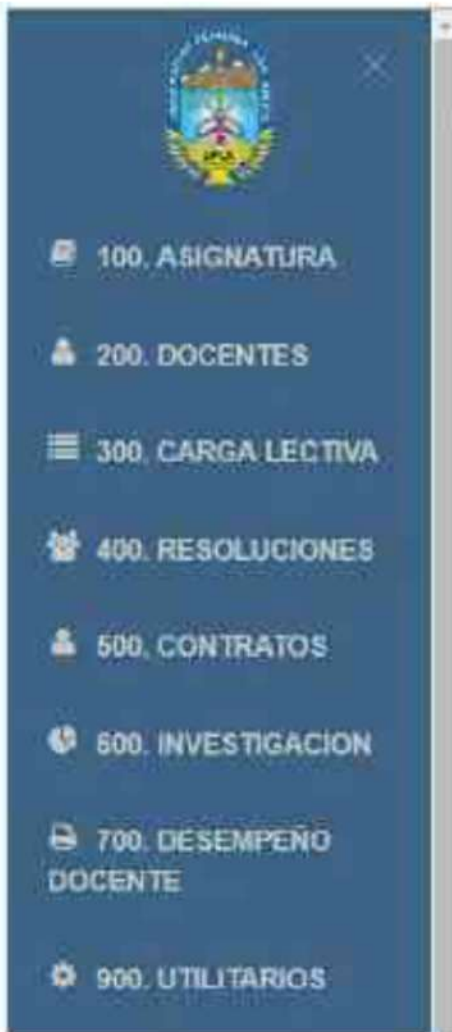 100. ASIGNATURA
200. DOCENTES
300. CARGA LECTIVA
400. RESOLUCIONES
500. CONTRATOS
600. INVESTIGACION
700. DESEMPEÑO
DOCENTE
900. UTILITARIOS